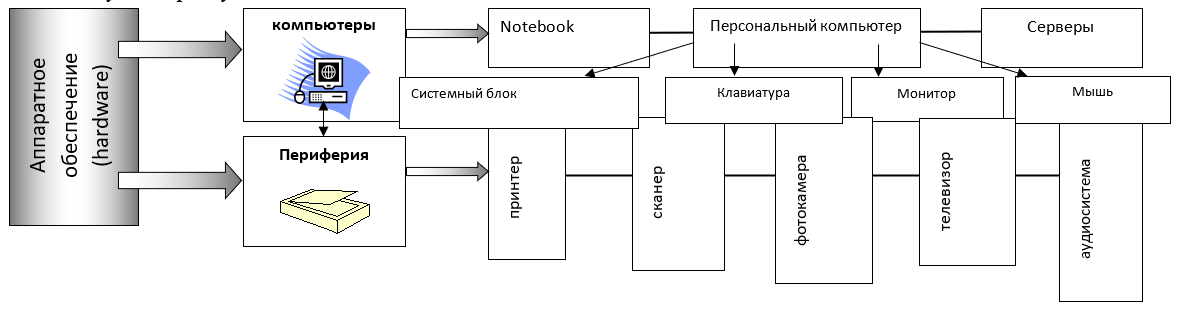 Аппаратное
обеспечение
(hardware)
компьютеры
Notebook
Персональный компьютер
Серверы
Системный блок
Клавиатура
Монитор
Мышь
Периферия
принтер
сканер
фотокамера
телевизор
аудиосистема